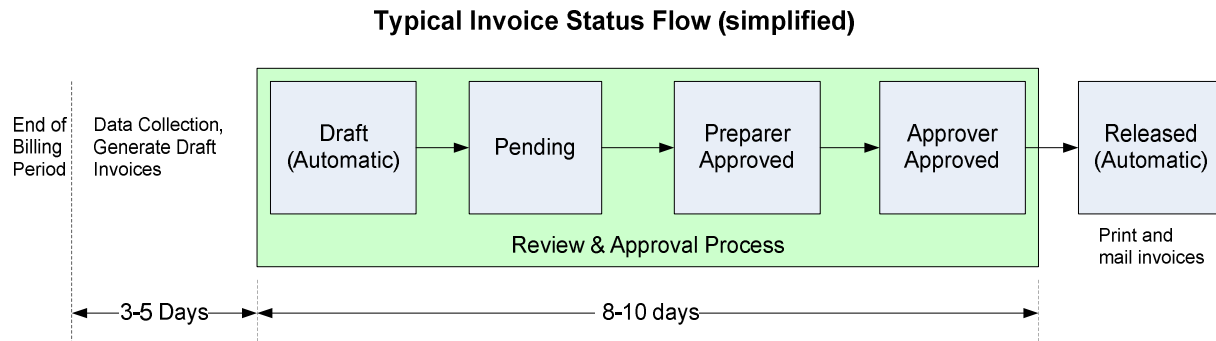 Typical Invoice Status Flow (simplified)
End of
Billing
Period
Data Collection,
Generate Draft
Invoices
Draft
(Automatic)
Pending
Preparer
Approved
Approver
Approved
Released
(Automatic)
Review & Approval Process
Print and
mail invoices
3-5 Days
8-10 days